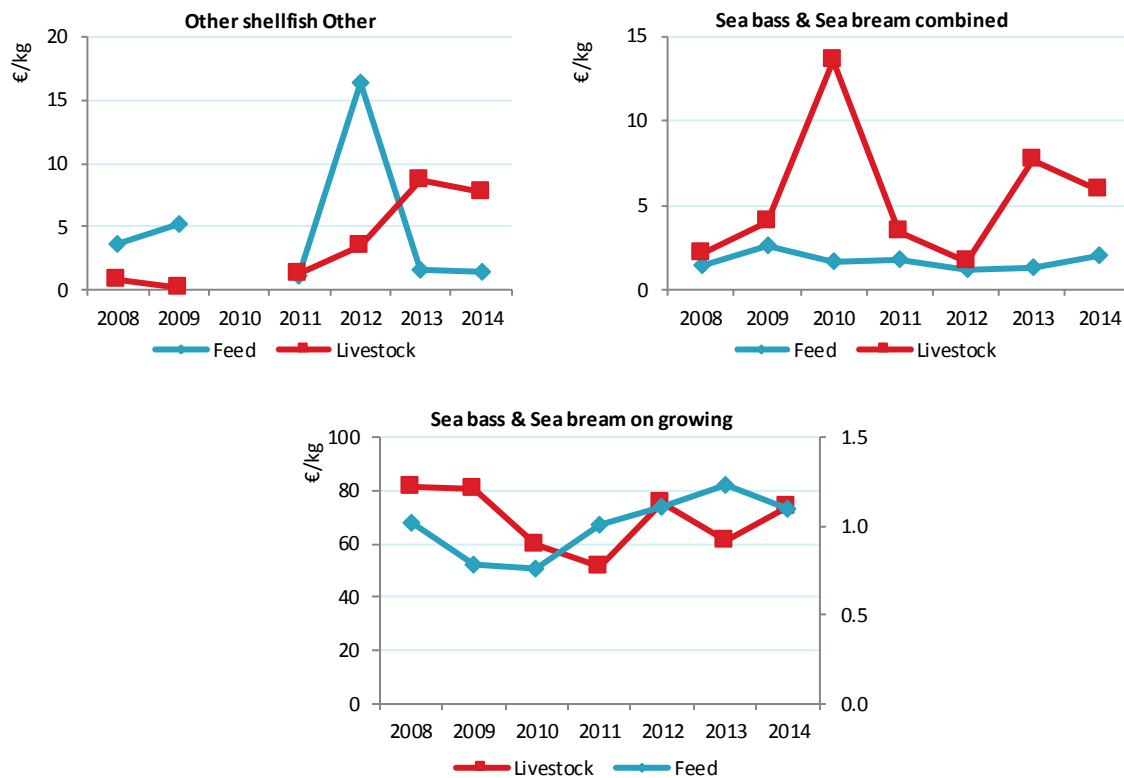 Other shellfish Other
€/kg
20
15
10
5
0
2008 2009 2010 2011 2012 2013 2014
Feed Livestock
Sea bass & Sea bream combined
€/kg
15
10
5
0
2008 2009 2010 2011 2012 2013 2014
Feed Livestock
Sea bass & Sea bream on growing
€/kg
100
80
60
40
20
0
1.5
1.0
0.5
0.0
2008 2009 2010 2011 2012 2013 2014
Livestock Feed